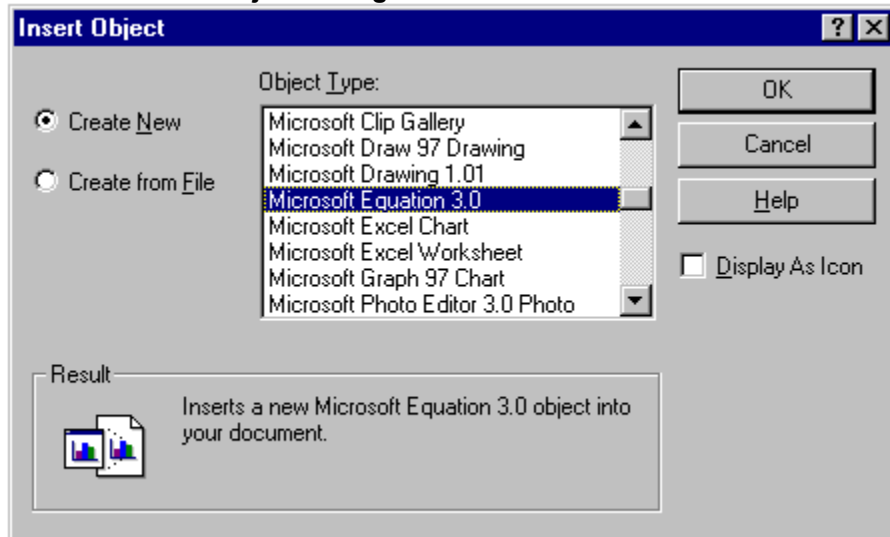 Insert Object
Object Type:
Create New
Create from File
Microsoft Clip Gallery
Microsoft Draw 97 Drawing
Microsoft Drawing 1.01
Microsoft Equation 3.0
Microsoft Excel Chart
Microsoft Excel Worksheet
Microsoft Graph 97 Chart
Microsoft Photo Editor 3.0 Photo
OK
Cancel
Help
Display As Icon
Result
Inserts a new Microsoft Equation 3.0 object into
your document.